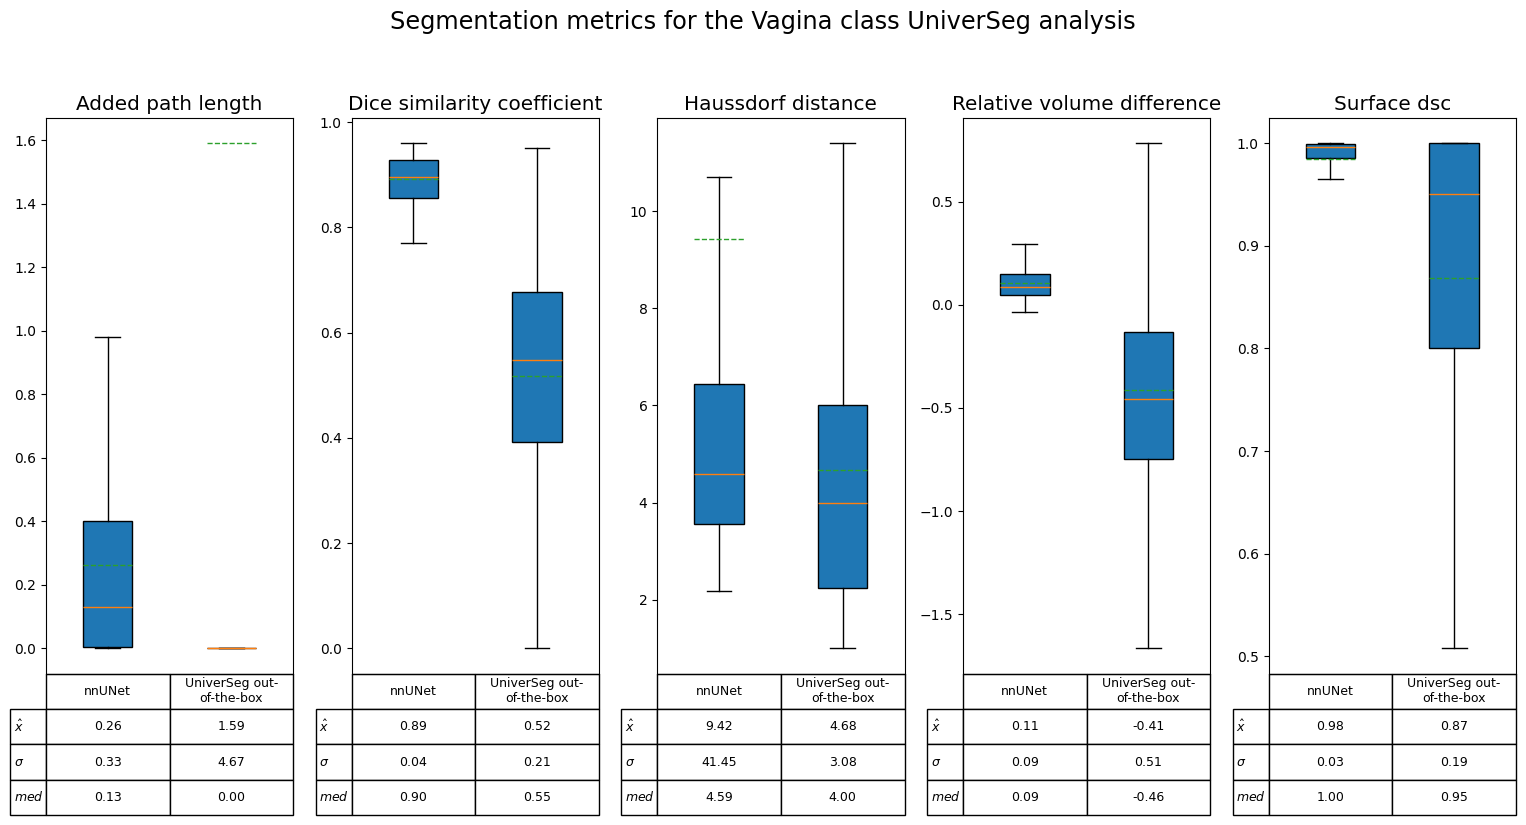 Segmentation metrics for the Vagina class UniverSeg analysis
Added path length
1.6
1.4
1.2
1.0
0.8
0.6
0.4
0.2
0.0
nnUNet
UniverSeg out-
of-the-box
x̂ 0.26 1.59
σ 0.33 4.67
med 0.13 0.00
Dice similarity coefficient
1.0
0.8
0.6
0.4
0.2
0.0
nnUNet
UniverSeg out-
of-the-box
x̂ 0.89 0.52
σ 0.04 0.21
med 0.90 0.55
Haussdorf distance
10
8
6
4
2
nnUNet
UniverSeg out-
of-the-box
x̂ 9.42 4.68
σ 41.45 3.08
med 4.59 4.00
Relative volume difference
0.5
0.0
−0.5
−1.0
−1.5
nnUNet
UniverSeg out-
of-the-box
x̂ 0.11 -0.41
σ 0.09 0.51
med 0.09 -0.46
Surface dsc
1.0
0.9
0.8
0.7
0.6
0.5
nnUNet
UniverSeg out-
of-the-box
x̂ 0.98 0.87
σ 0.03 0.19
med 1.00 0.95